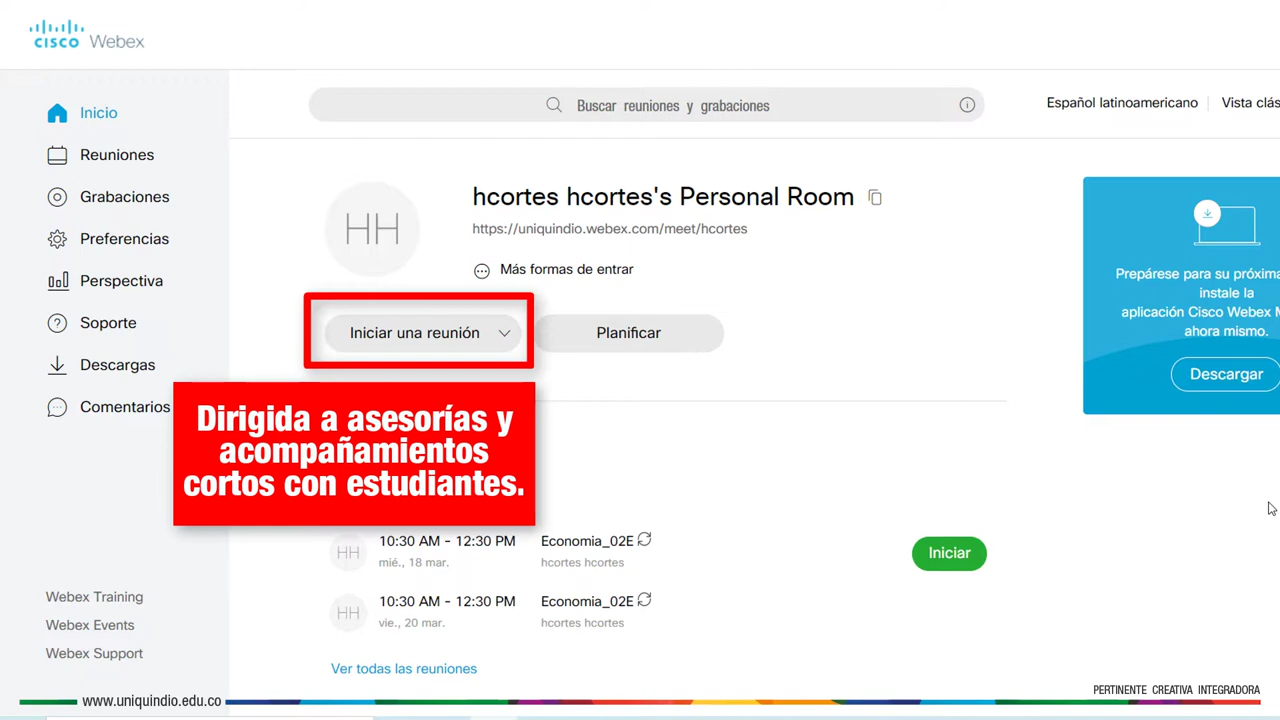 CISCO Webex
Buscar reuniones y grabaciones
Español latinoamericano
Vista clás
Inicio
Reuniones
Grabaciones
Preferencias
Perspectiva
Soporte
Descargas
Comentarios
HH
hcortes hcortes's Personal Room
https://uniquindio.webex.com/meet/hcortes
Más formas de entrar
Iniciar una reunión
Planificar
Prepárese para su próxima
instale la
aplicación Cisco Webex M
ahora mismo.
Descargar
Dirigida a asesorías y
acompañamientos
cortos con estudiantes.
HH
10:30 AM - 12:30 PM
Economia_02E
mié., 18 mar.
hcortes hcortes
Iniciar
HH
10:30 AM - 12:30 PM
Economia_02E
vie., 20 mar.
hcortes hcortes
Ver todas las reuniones
Webex Training
Webex Events
Webex Support
PERTINENTE CREATIVA INTEGRADORA
www.uniquindio.edu.co